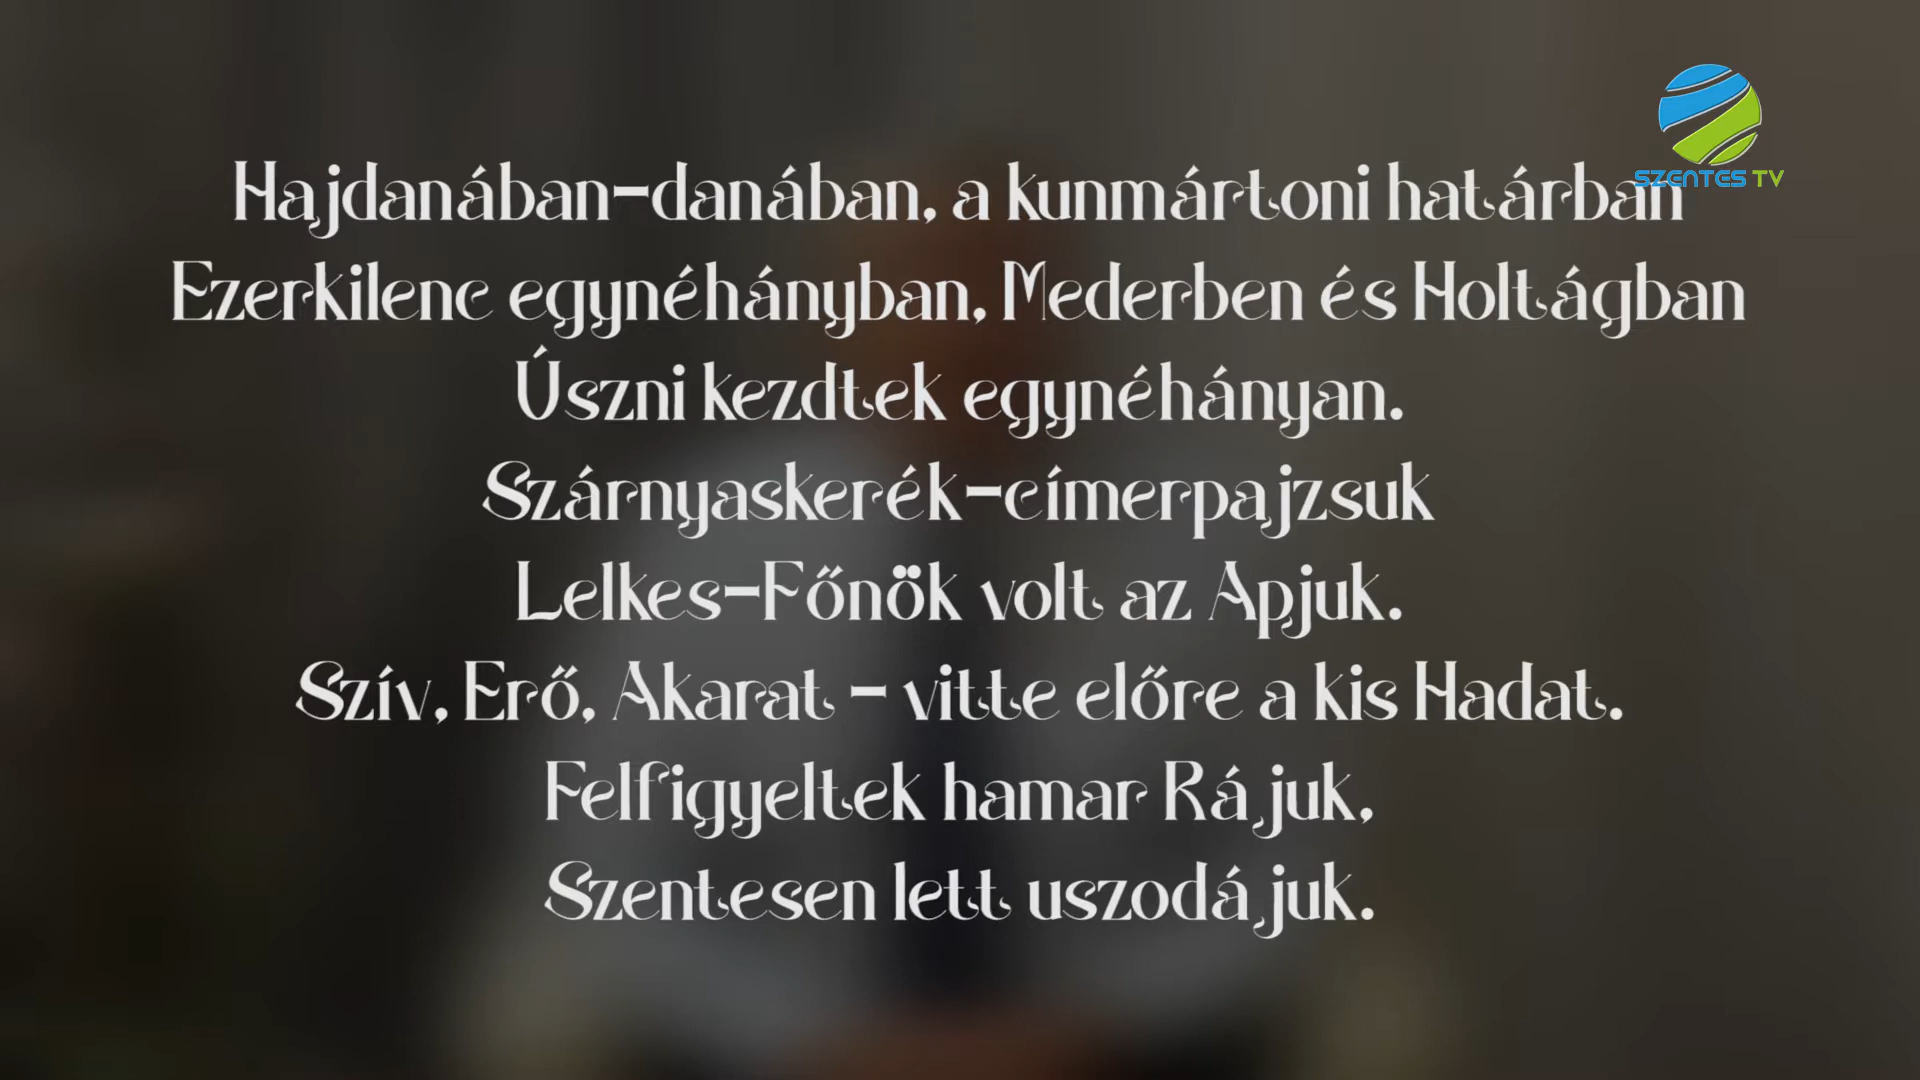 SZENTES TV
Hajdanában-danában, a kunmártoni határban
Ezerkilenc egynéhányban, Mederben és Holtágban
Úszni kezdtek egynéhányan.
Szárnyaskerék-címerpajzsuk
Lelkes-Főnök volt az Apjuk.
Szív, Erő, Akarat - vitte előre a kis Hadat.
Felfigyeltek hamar Rájuk,
Szentesen lett uszodájuk.